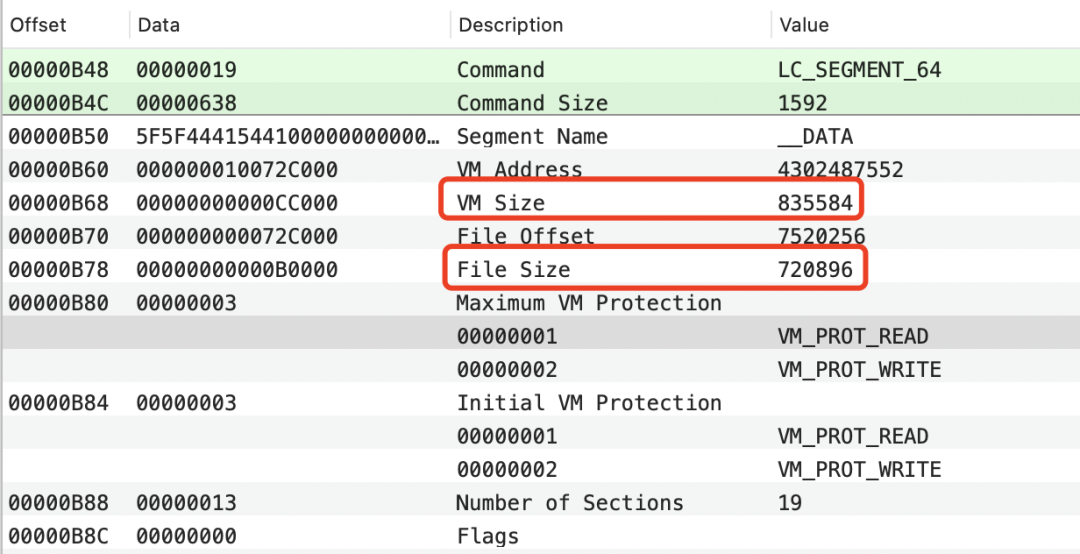 Offset Data Description Value
00000B48 00000019 Command LC_SEGMENT_64
00000B4C 00000638 Command Size 1592
00000B50 5F5F4441544100000000000… Segment Name __DATA
00000B60 000000010072C000 VM Address 4302487552
00000B68 00000000000CC000 VM Size 835584
00000B70 000000000072C000 File Offset 7520256
00000B78 00000000000B0000 File Size 720896
00000B80 00000003 Maximum VM Protection
00000001 VM_PROT_READ
00000002 VM_PROT_WRITE
00000B84 00000003 Initial VM Protection
00000001 VM_PROT_READ
00000002 VM_PROT_WRITE
00000B88 00000013 Number of Sections 19
00000B8C 00000000 Flags